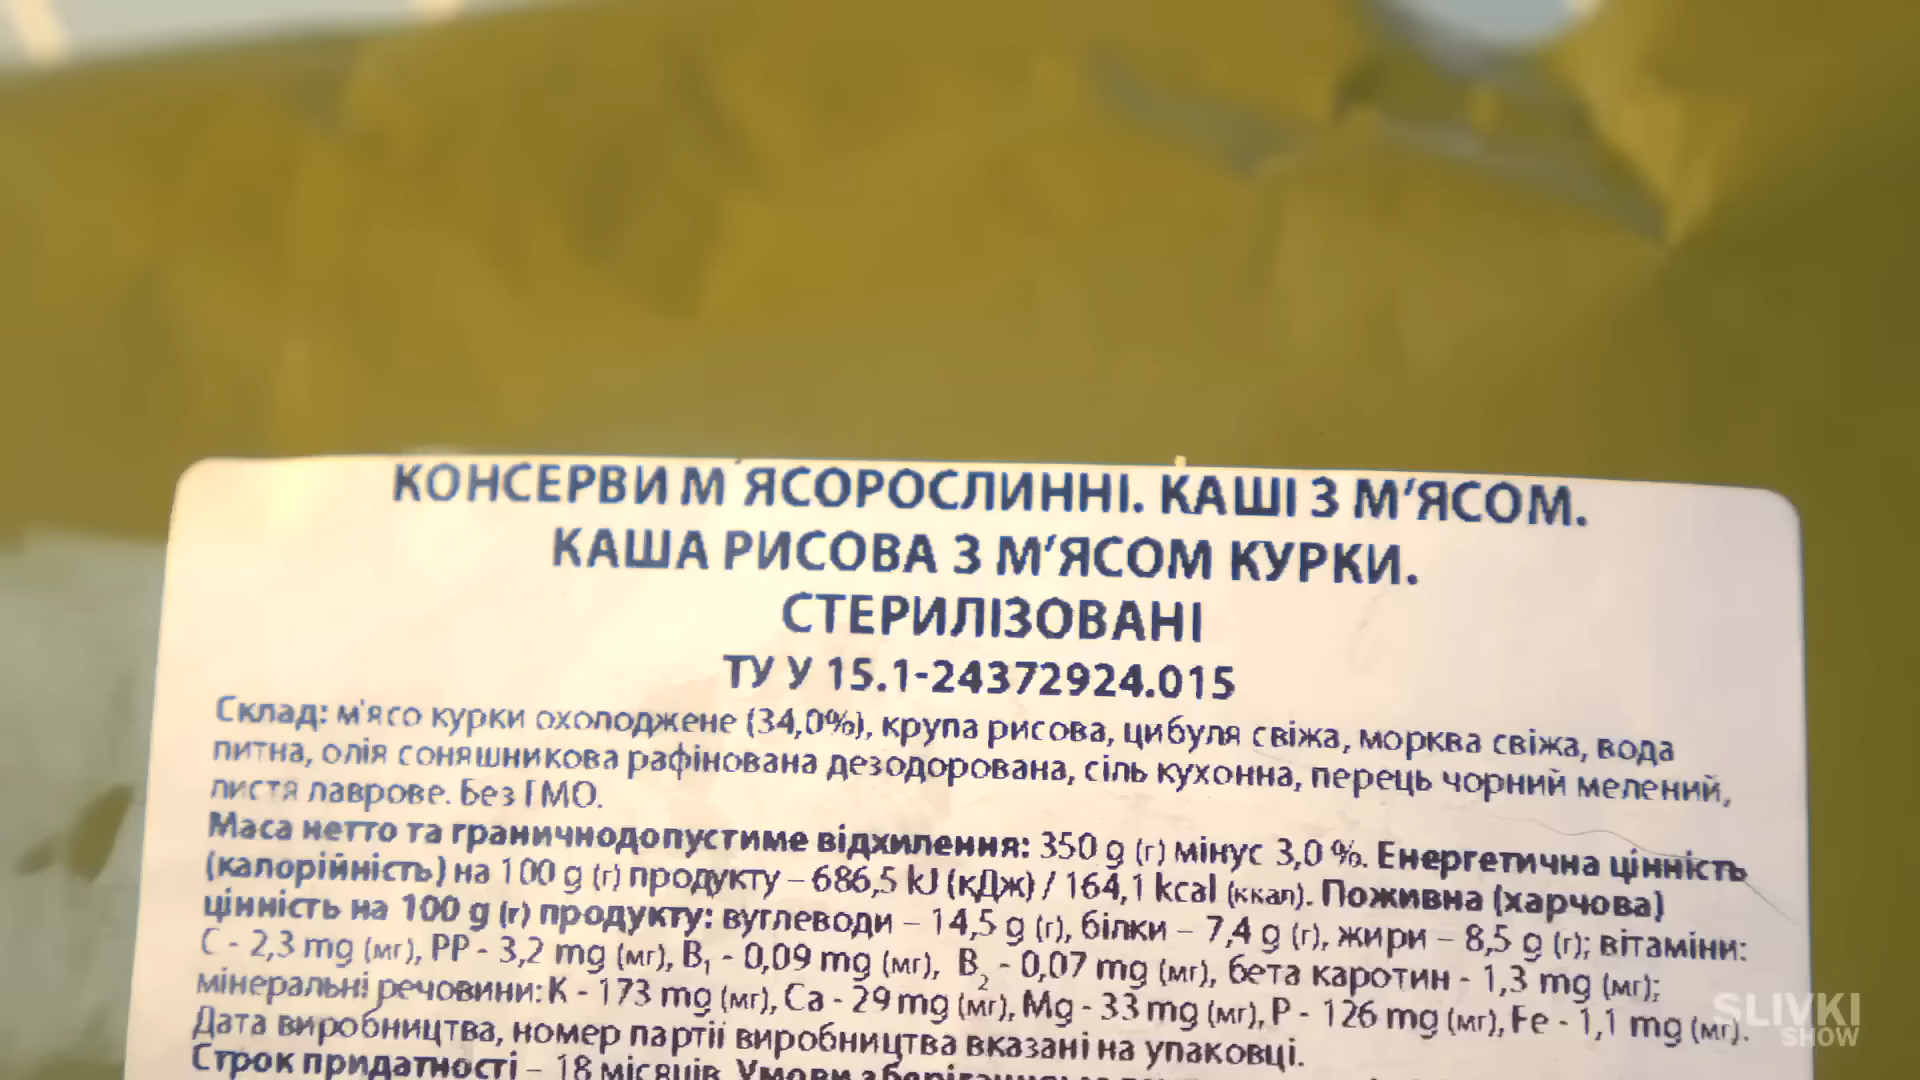 КОНСЕРВИ М´ЯСОРОСЛИННІ. КАШІ З М'ЯСОМ.
КАША РИСОВА З М'ЯСОМ КУРКИ.
СТЕРИЛІЗОВАНІ
ТУ У 15.1-24372924.015
Склад: м'ясо курки охолоджене (34,0%), крупа рисова, цибуля свіжа, морква свіжа, вода
питна, олія соняшникова рафінована дезодорована, сіль кухонна, перець чорний мелений,
листя лаврове. Без ГМО.
Маса нетто та граничнодопустиме відхилення: 350 g (г) мінус 3,0 %. Енергетична цінність
(калорійність) на 100 g (г) продукту – 686,5 kJ (кДж) / 164,1 kcal (ккал). Поживна (харчова)
цінність на 100 g (г) продукту: вуглеводи – 14,5 g (г), білки – 7,4 g (г), жири – 8,5 g (г); вітаміни:
С - 2,3 mg (мг), РР - 3,2 mg (мг), В₁ - 0,09 mg (мг), В₂ - 0,07 mg (мг), бета каротин - 1,3 mg (мг);
мінеральні речовини: К - 173 mg (мг), Са - 29 mg (мг), Mg - 33 mg (мг), Р - 126 mg (мг), Fe - 1,1 mg (мг).
Дата виробництва, номер партії виробництва вказані на упаковці.
Строк придатності – 18 місяців. Умови зберігання:
SLIVKI
SHOW